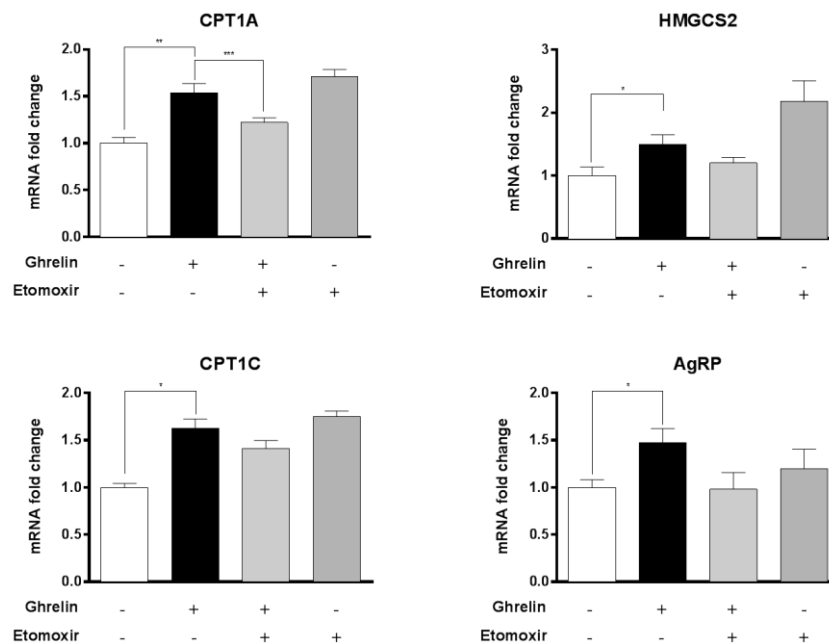 CPT1A
**
***
mRNA fold change
2.0
1.5
1.0
0.5
0.0
Ghrelin - + + -
Etomoxir - - + +
HMGCS2
*
mRNA fold change
3
2
1
0
Ghrelin - + + -
Etomoxir - - + +
CPT1C
*
mRNA fold change
2.0
1.5
1.0
0.5
0.0
Ghrelin - + + -
Etomoxir - - + +
AgRP
*
mRNA fold change
2.0
1.5
1.0
0.5
0.0
Ghrelin - + + -
Etomoxir - - + +